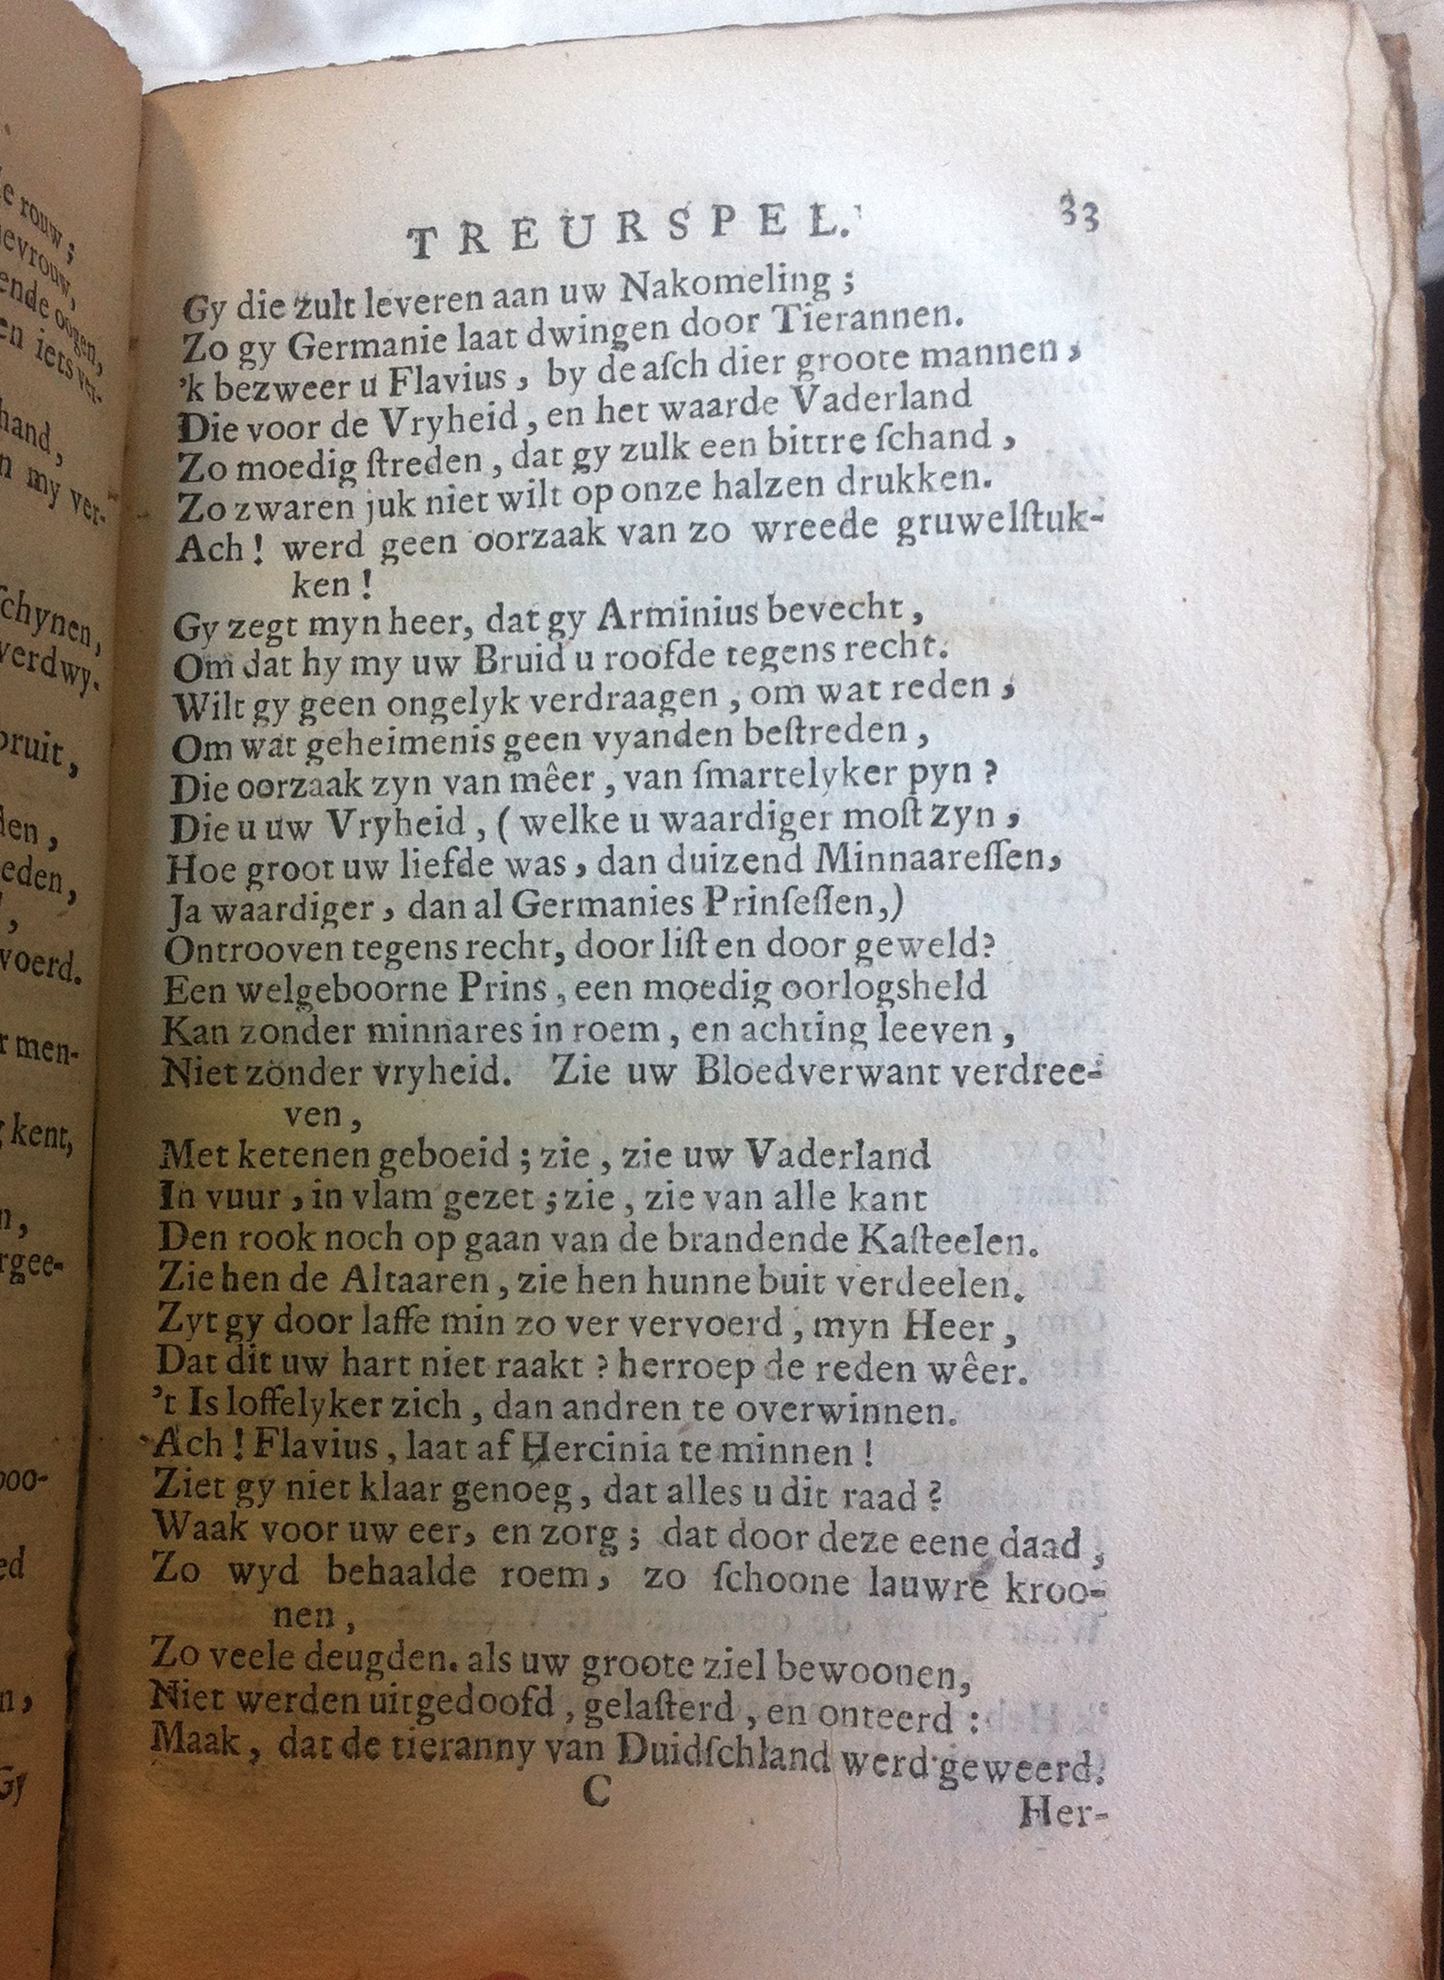 TREURSPEL. 33
Gy die zult leveren aan uw Nakomeling;
Zo gy Germanie laat dwingen door Tierannen.
'k bezweer u Flavius, by de aſch dier groote mannen,
Die voor de Vryheid, en het waarde Vaderland
Zo moedig ſtreden, dat gy zulk een bittre ſchand,
Zo zwaren juk niet wilt op onze halzen drukken.
Ach! werd geen oorzaak van zo wreede gruwelſtuk-
ken!
Gy zegt myn heer, dat gy Arminius bevecht,
Om dat hy my uw Bruid u roofde tegens recht.
Wilt gy geen ongelyk verdraagen, om wat reden,
Om wat geheimenis geen vyanden beſtreden,
Die oorzaak zyn van mêer, van ſmartelyker pyn?
Die u uw Vryheid, (welke u waardiger moſt zyn,
Hoe groot uw liefde was, dan duizend Minnaareſſen,
Ja waardiger, dan al Germanies Prinſeſſen,)
Ontrooven tegens recht, door liſt en door geweld?
Een welgeboorne Prins, een moedig oorlogsheld
Kan zonder minnares in roem, en achting leeven,
Niet zonder vryheid. Zie uw Bloedverwant verdree-
ven,
Met ketenen geboeid; zie, zie uw Vaderland
In vuur, in vlam gezet; zie, zie van alle kant
Den rook noch op gaan van de brandende Kaſteelen.
Zie hen de Altaaren, zie hen hunne buit verdeelen.
Zyt gy door laffe min zo ver vervoerd, myn Heer,
Dat dit uw hart niet raakt? herroep de reden wêer.
't Is loffelyker zich, dan andren te overwinnen.
Ach! Flavius, laat af Hercinia te minnen!
Ziet gy niet klaar genoeg, dat alles u dit raad?
Waak voor uw eer, en zorg; dat door deze eene daad,
Zo wyd behaalde roem, zo ſchoone lauwre kroo-
nen,
Zo veele deugden. als uw groote ziel bewoonen,
Niet werden uitgedoofd, gelaſterd, en onteerd:
Maak, dat de tieranny van Duidſchland werd geweerd.
C
Her-